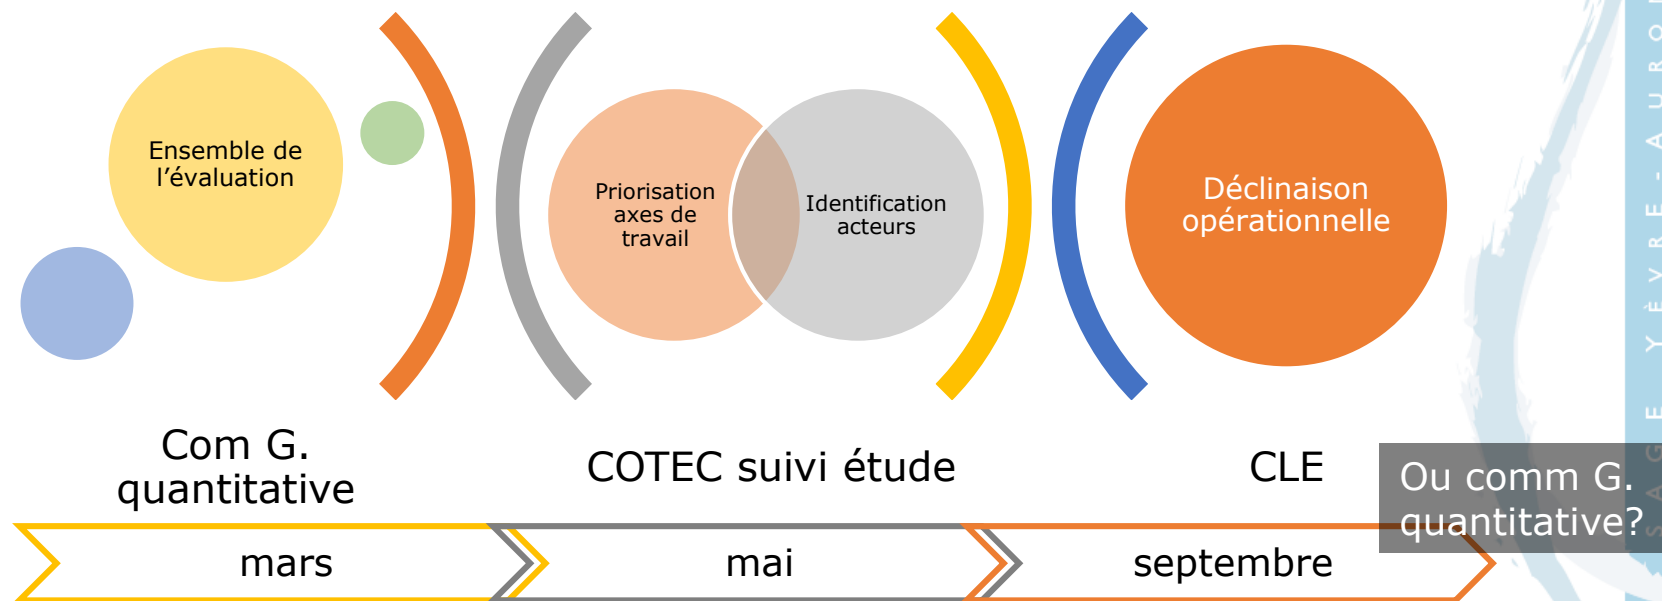 Ensemble de
l’évaluation
Priorisation
axes de
travail
Identification
acteurs
Déclinaison
opérationnelle
Com G.
quantitative
COTEC suivi étude
CLE
Ou comm G.
quantitative?
mars
mai
septembre
SAGE YÈVRE-AURO